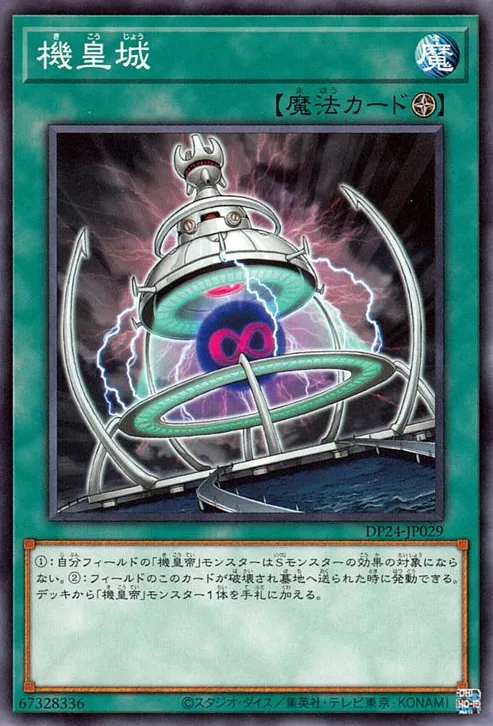 機皇城
魔
【魔法カード】
DP24-JP029
①:自分フィールドの「機皇帝」モンスターはSモンスターの効果の対象になら
ない。②:フィールドのこのカードが破壊され墓地へ送られた時に発動できる。
デッキから「機皇帝」モンスター1体を手札に加える。
67328336
©スタジオ・ダイス/集英社・テレビ東京・KONAMI